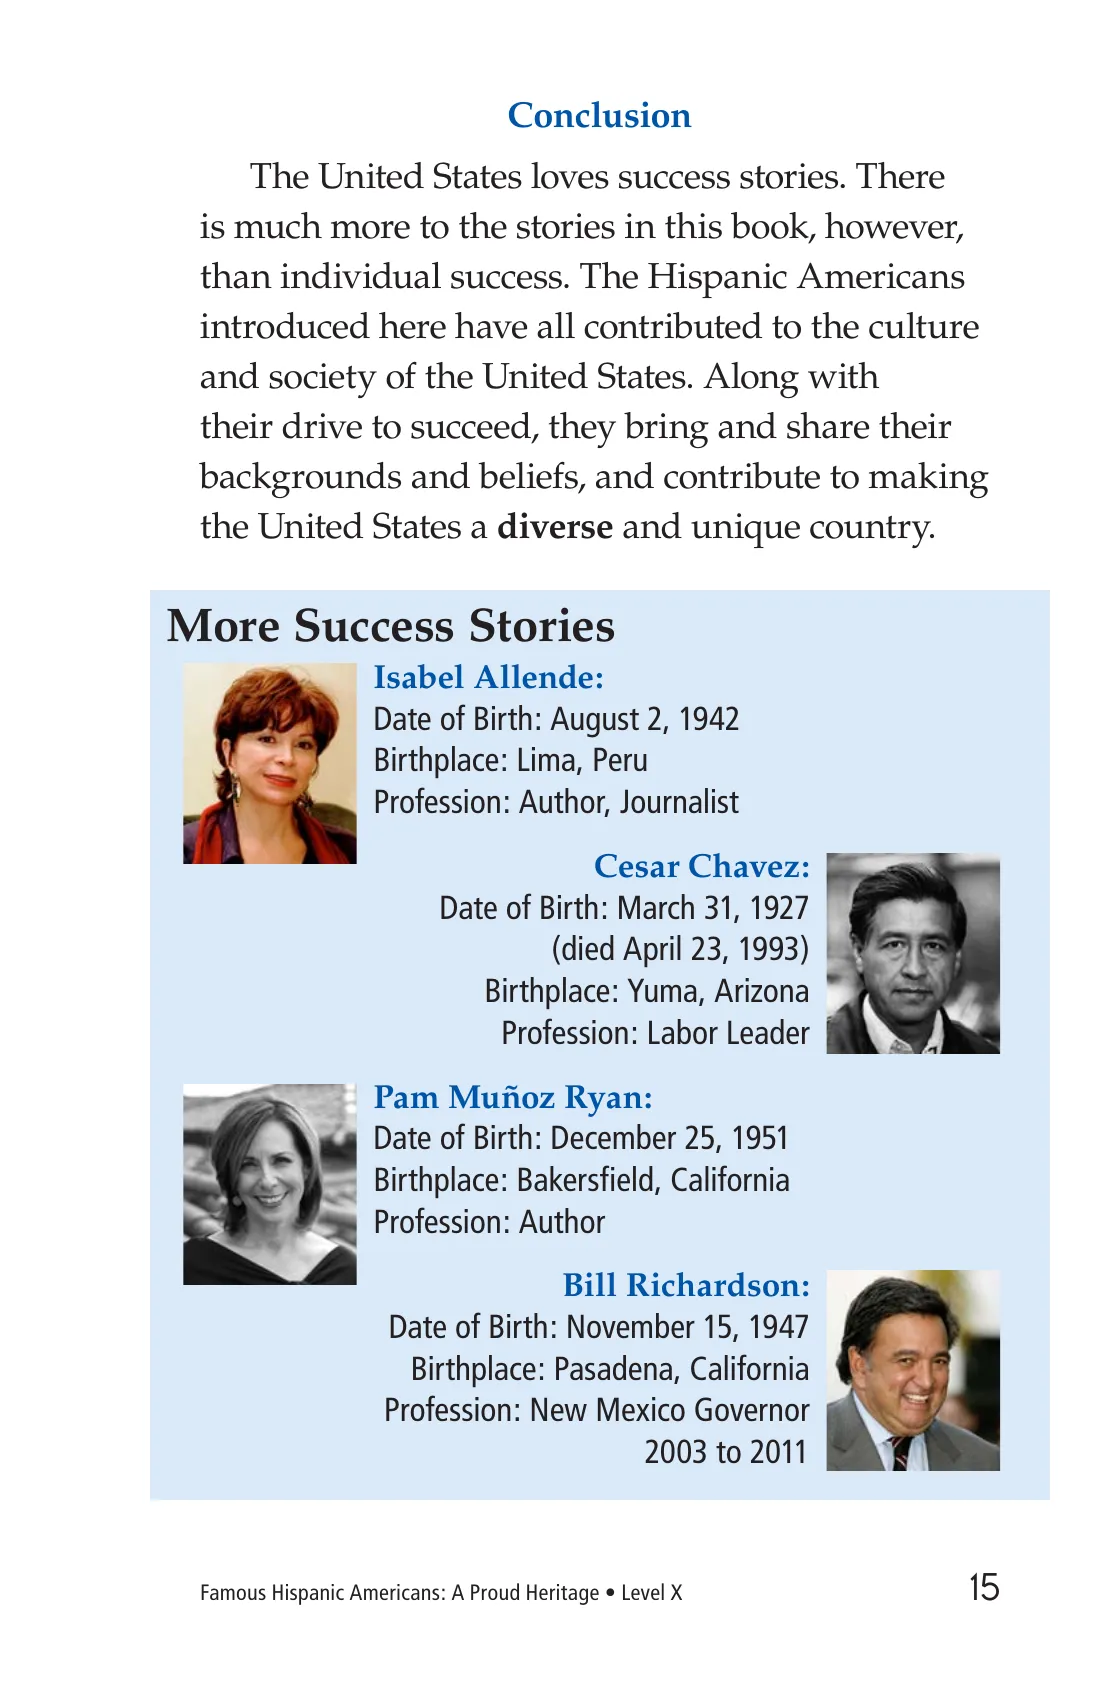 Conclusion
The United States loves success stories. There
is much more to the stories in this book, however,
than individual success. The Hispanic Americans
introduced here have all contributed to the culture
and society of the United States. Along with
their drive to succeed, they bring and share their
backgrounds and beliefs, and contribute to making
the United States a diverse and unique country.
More Success Stories
Isabel Allende:
Date of Birth: August 2, 1942
Birthplace: Lima, Peru
Profession: Author, Journalist
Cesar Chavez:
Date of Birth: March 31, 1927
(died April 23, 1993)
Birthplace: Yuma, Arizona
Profession: Labor Leader
Pam Muñoz Ryan:
Date of Birth: December 25, 1951
Birthplace: Bakersfield, California
Profession: Author
Bill Richardson:
Date of Birth: November 15, 1947
Birthplace: Pasadena, California
Profession: New Mexico Governor
2003 to 2011
Famous Hispanic Americans: A Proud Heritage • Level X
15